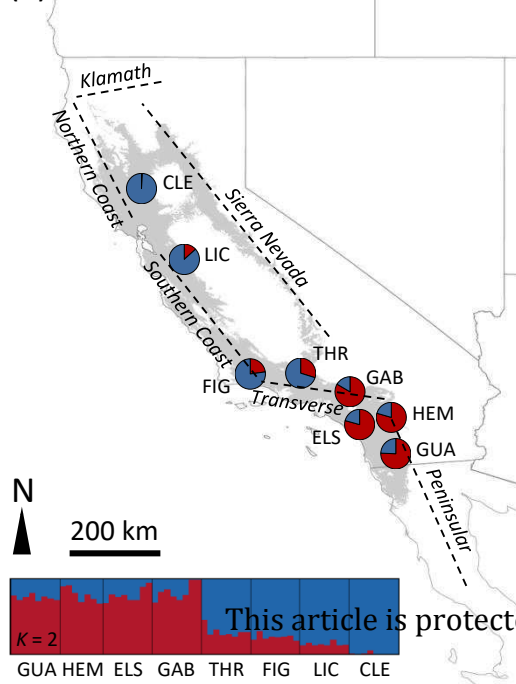 Klamath
Northern Coast
CLE
Sierra Nevada
LIC
Southern Coast
THR
FIG
GAB
Transverse
HEM
ELS
GUA
Peninsular
N
200 km
This article is protect
K = 2
GUA HEM ELS GAB THR FIG LIC CLE